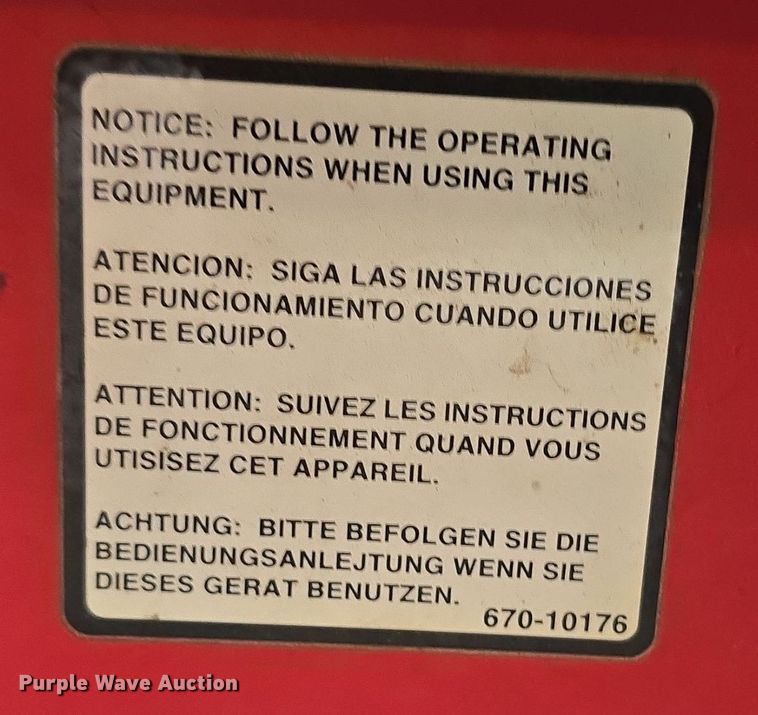 NOTICE: FOLLOW THE OPERATING
INSTRUCTIONS WHEN USING THIS
EQUIPMENT.
ATENCION: SIGA LAS INSTRUCCIONES
DE FUNCIONAMIENTO CUANDO UTILICE
ESTE EQUIPO.
ATTENTION: SUIVEZ LES INSTRUCTIONS
DE FONCTIONNEMENT QUAND VOUS
UTISISEZ CET APPAREIL.
ACHTUNG: BITTE BEFOLGEN SIE DIE
BEDIENUNGSANLEJTUNG WENN SIE
DIESES GERAT BENUTZEN.
670-10176
Purple Wave Auction